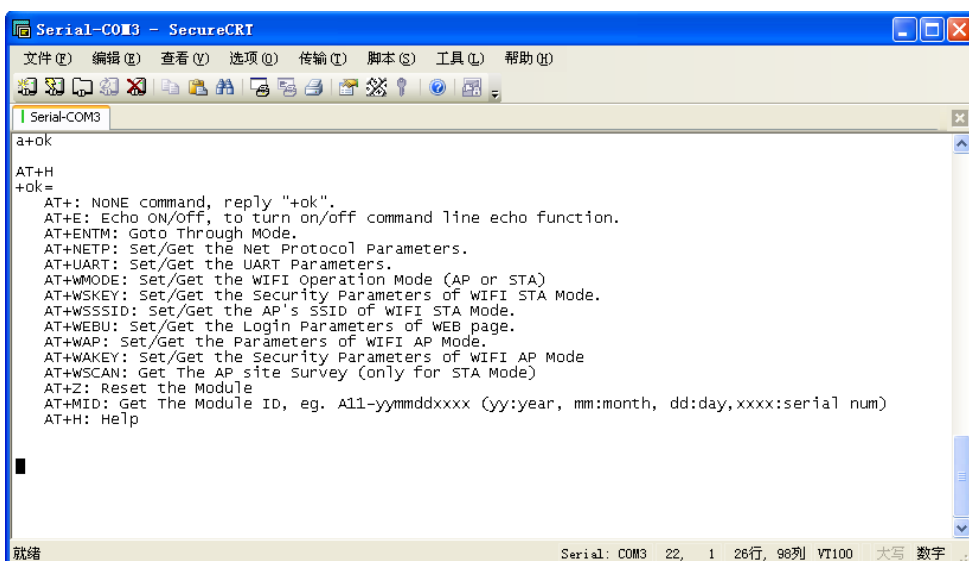 Serial-COM3 - SecureCRT
文件(F) 编辑(E) 查看(V) 选项(O) 传输(T) 脚本(S) 工具(L) 帮助(H)
Serial-COM3
a+ok
AT+H
+ok=
AT+: NONE command, reply "+ok".
AT+E: Echo ON/Off, to turn on/off command line echo function.
AT+ENTM: Goto Through MOde.
AT+NETP: Set/Get the Net Protocol Parameters.
AT+UART: Set/Get the UART Parameters.
AT+WMODE: Set/Get the WIFI Operation Mode (AP or STA)
AT+WSKEY: Set/Get the Security Parameters of WIFI STA Mode.
AT+WSSSID: Set/Get the AP's SSID of WIFI STA Mode.
AT+WEBU: Set/Get the Login Parameters of WEB page.
AT+WAP: Set/Get the Parameters of WIFI AP Mode.
AT+WAKEY: Set/Get the Security Parameters of WIFI AP Mode
AT+WSCAN: Get The AP site Survey (only for STA Mode)
AT+Z: Reset the Module
AT+MID: Get The Module ID, eg. A11-yymmddxxxx (yy:year, mm:month, dd:day,xxxx:serial num)
AT+H: Help
就绪 Serial: COM3 22, 1 26行, 98列 VT100 大写 数字